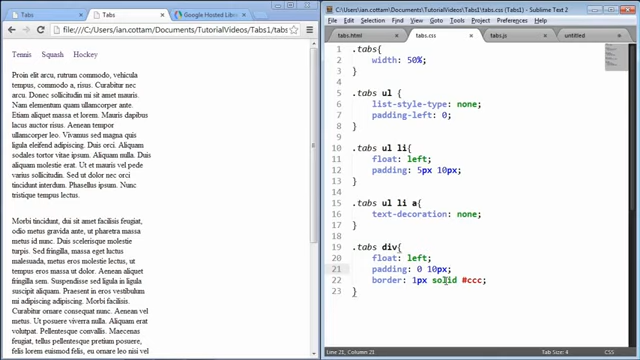 Tabs
Tabs
Google Hosted Libr
file:///C:/Users/ian.cottam/Documents/TutorialVideos/Tabs1/tabs
Tennis Squash Hockey
Proin elit arcu, rutrum commodo, vehicula
tempus, commodo a, risus. Curabitur nec
arcu. Donec sollicitudin mi sit amet mauris.
Nam elementum quam ullamcorper ante.
Etiam aliquet massa et lorem. Mauris dapibus
lacus auctor risus. Aenean tempor
ullamcorper leo. Vivamus sed magna quis
ligula eleifend adipiscing. Duis orci. Aliquam
sodales tortor vitae ipsum. Aliquam nulla. Duis
aliquam molestie erat. Ut et mauris vel pede
varius sollicitudin. Sed ut dolor nec orci
tincidunt interdum. Phasellus ipsum. Nunc
tristique tempus lectus.
Morbi tincidunt, dui sit amet facilisis feugiat,
odio metus gravida ante, ut pharetra massa
metus id nunc. Duis scelerisque molestie
turpis. Sed fringilla, massa eget luctus
malesuada, metus eros molestie lectus, ut
tempus eros massa ut dolor. Aenean aliquet
fringilla sem. Suspendisse sed ligula in ligula
suscipit aliquam. Praesent in eros vestibulum
mi adipiscing adipiscing. Morbi facilisis.
Curabitur ornare consequat nunc. Aenean vel
metus. Ut posuere viverra nulla. Aliquam
erat volutpat. Pellentesque convallis. Maecenas
feugiat, tellus pellentesque pretium posuere,
felis lorem euismod felis, eu ornare leo nisi
C:/Users/ian.cottam/Documents/TutorialVideos/Tabs1/tabs.css (Tabs1) - Sublime Text 2
tabs.html
tabs.css
tabs.js
untitled
1 .tabs{
2 width: 50%;
3 }
4
5 .tabs ul {
6 list-style-type: none;
7 padding-left: 0;
8 }
9
10 .tabs ul li{
11 float: left;
12 padding: 5px 10px;
13 }
14
15 .tabs ul li a{
16 text-decoration: none;
17 }
18
19 .tabs div{
20 float: left;
21 padding: 0 10px;
22 border: 1px solid #ccc;
23 }
Line 21, Column 21
Tab Size: 4
CSS